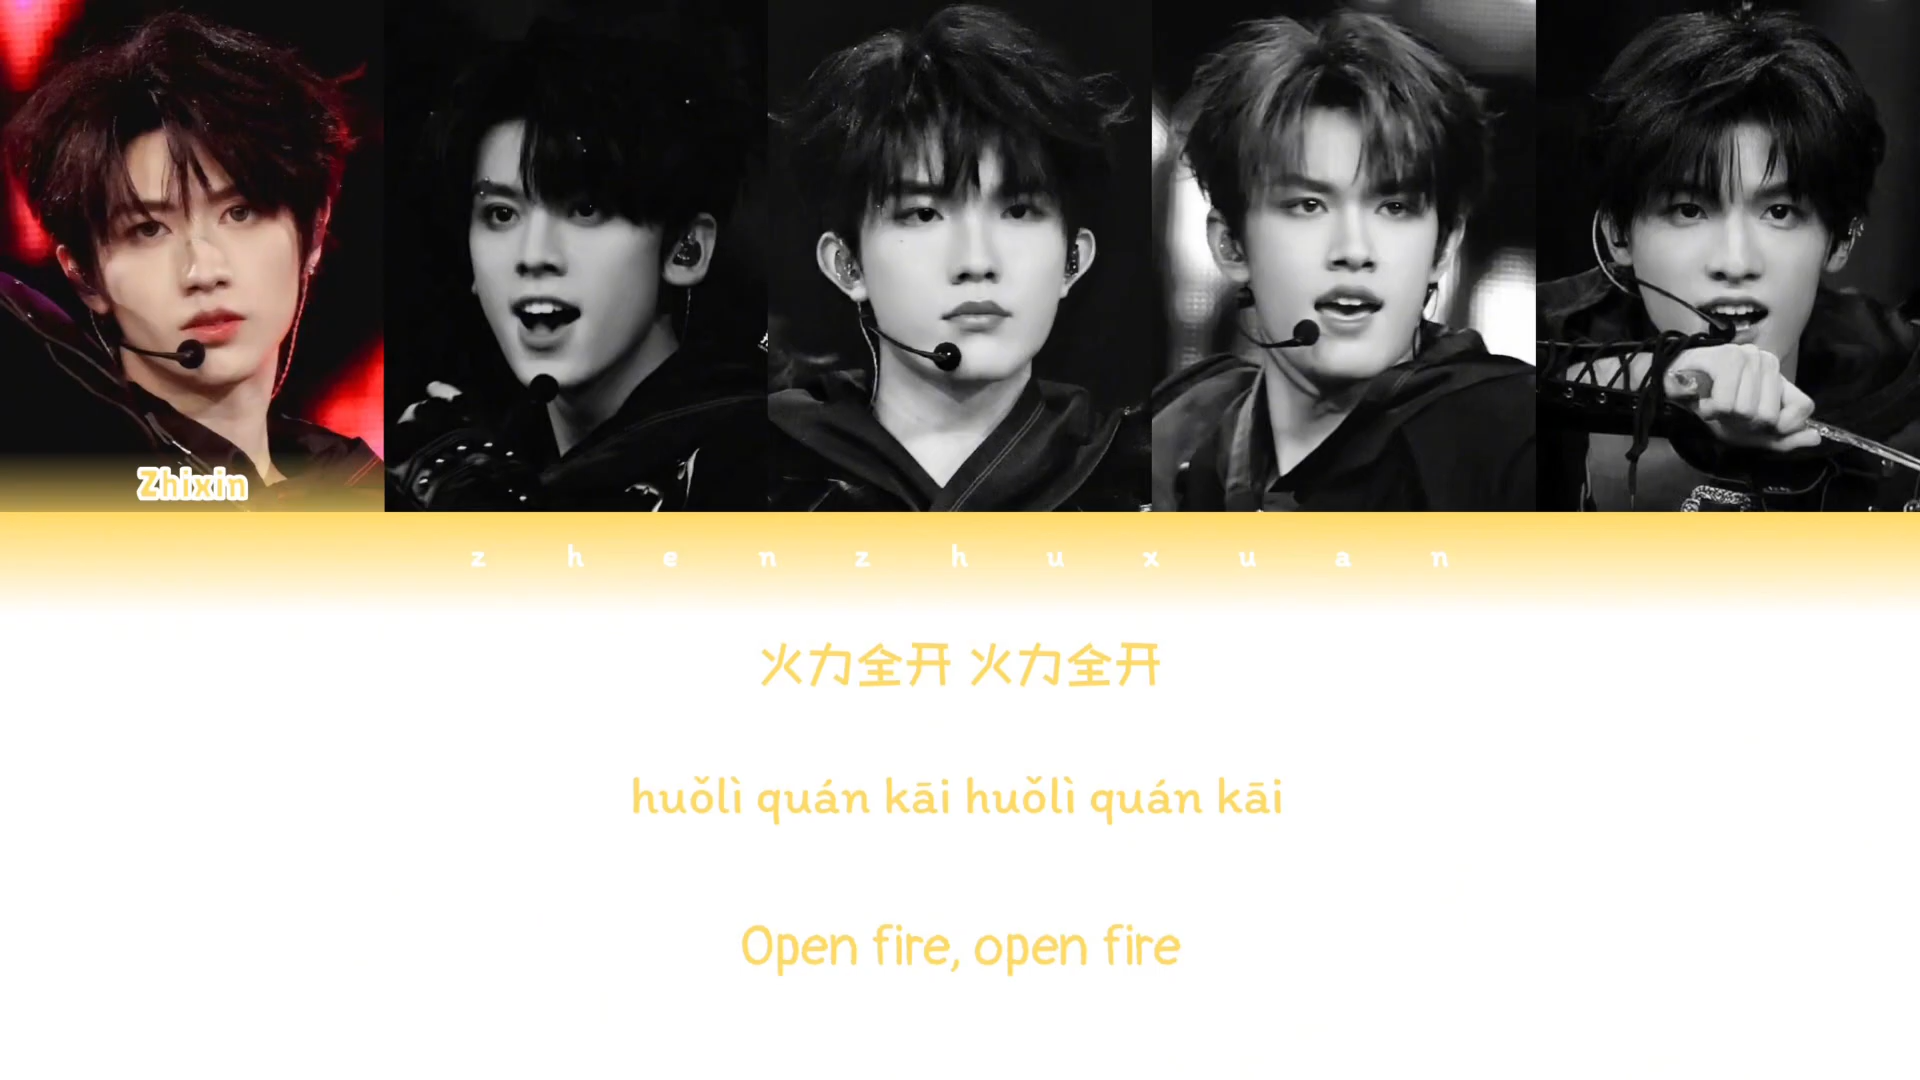 Zhixin
zhenzhuxuan
火力全开 火力全开
huǒlì quán kāi huǒlì quán kāi
Open fire, open fire